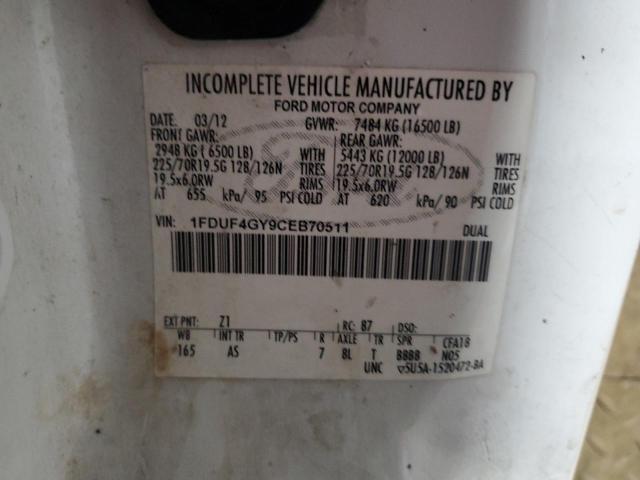 INCOMPLETE VEHICLE MANUFACTURED BY
FORD MOTOR COMPANY
DATE: 03/12 GVWR: 7484 KG (16500 LB)
FRONT GAWR: REAR GAWR:
2948 KG ( 6500 LB) WITH 5443 KG (12000 LB) WITH
225/70R19.5G 128/126N TIRES 225/70R19.5G 128/126N TIRES
19.5x6.0RW RIMS 19.5x6.0RW RIMS
AT 655 kPa/ 95 PSI COLD AT 620 kPa/ 90 PSI COLD
VIN: 1FDUF4GY9CEB70511 DUAL
EXT PNT: Z1 RC: 87 DSO:
WB INT TR TP/PS R AXLE TR SPR CFA18
165 AS 7 8L T BBBB N05
UNC 5U5A-1520472-BA